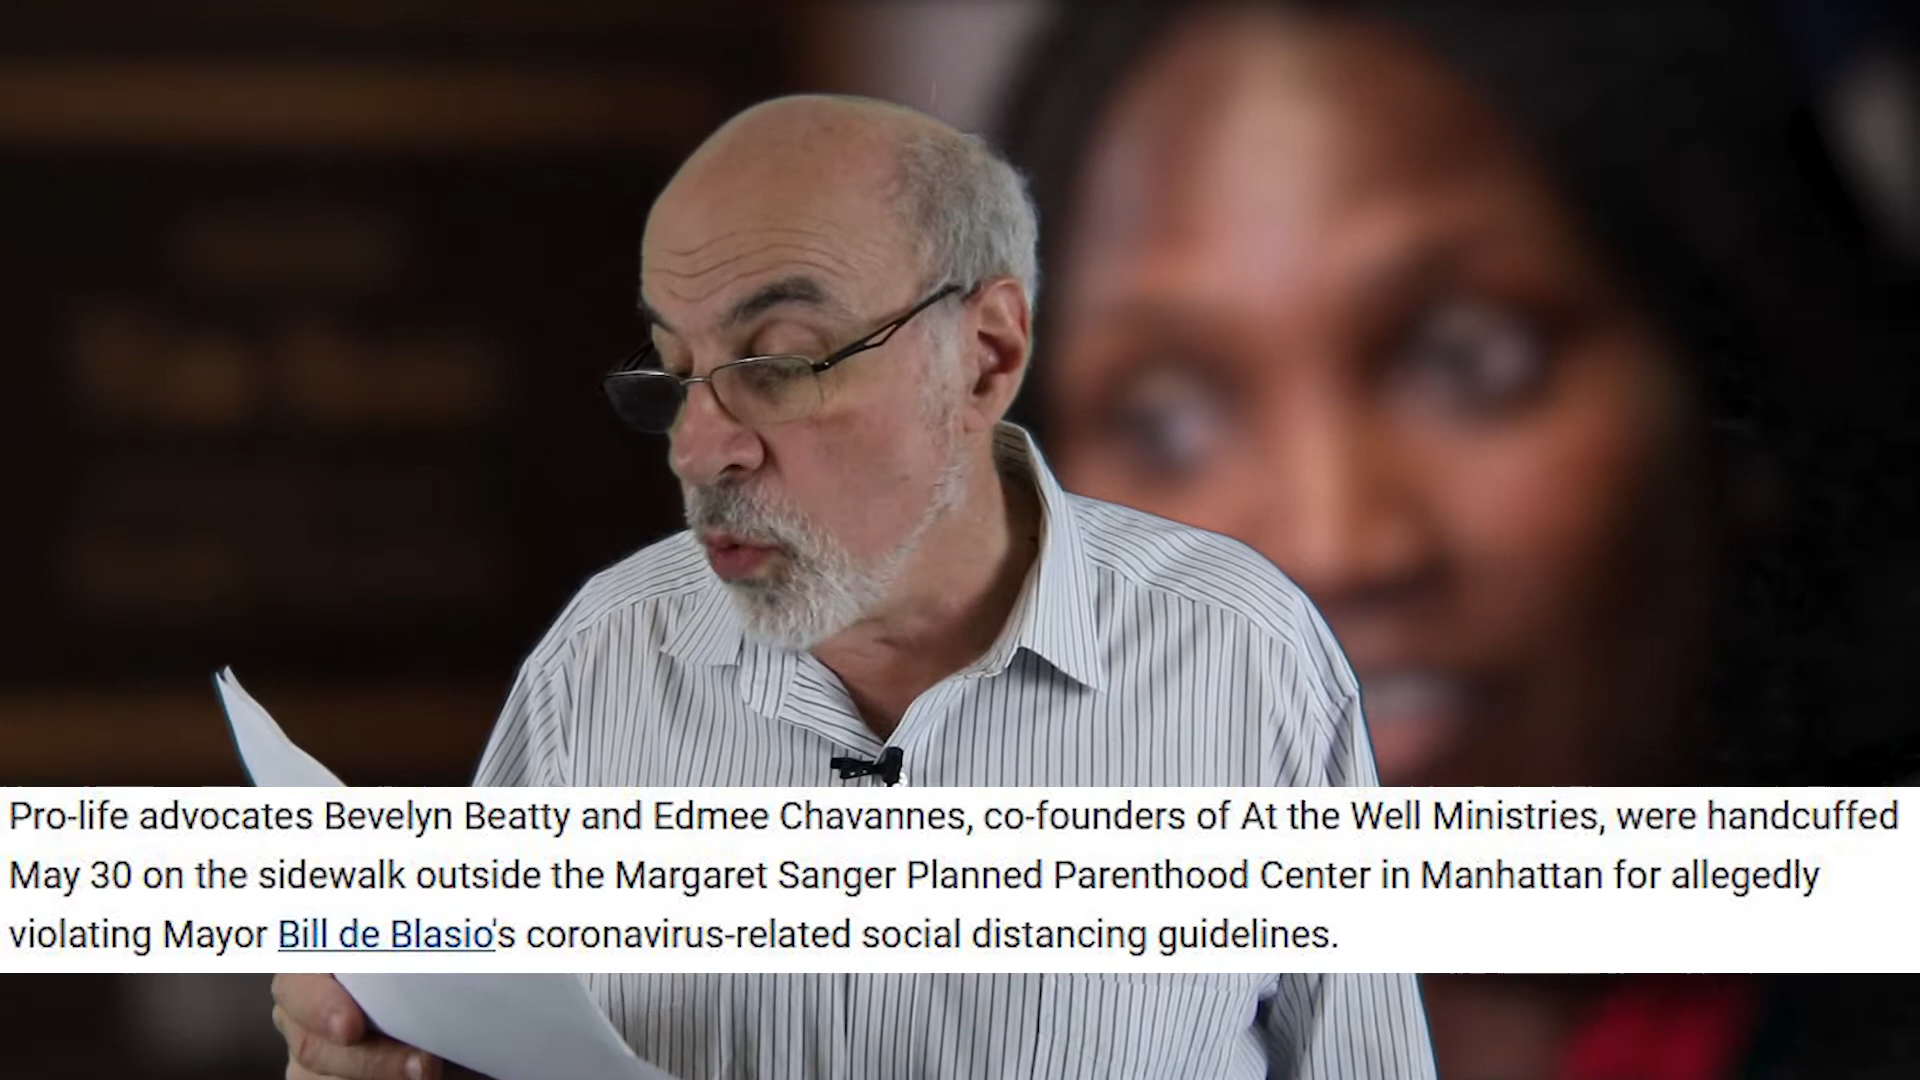 Pro-life advocates Bevelyn Beatty and Edmee Chavannes, co-founders of At the Well Ministries, were handcuffed
May 30 on the sidewalk outside the Margaret Sanger Planned Parenthood Center in Manhattan for allegedly
violating Mayor Bill de Blasio's coronavirus-related social distancing guidelines.